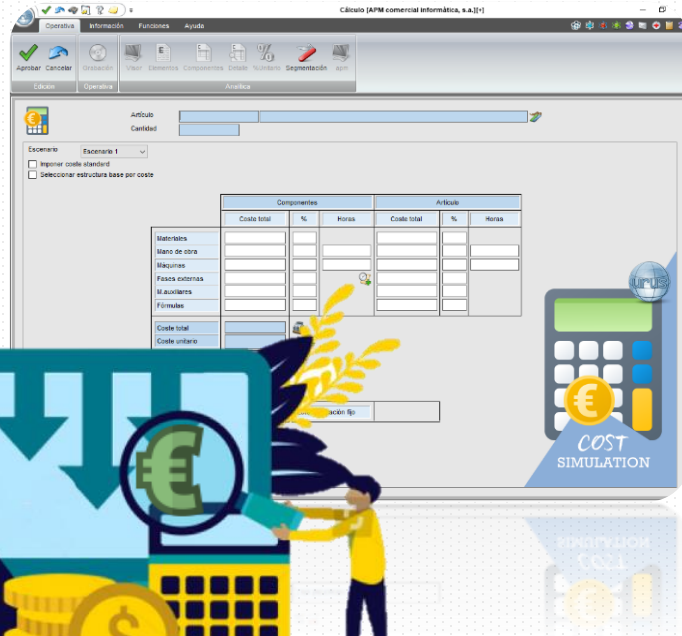 Cálculo [APM comercial informàtica, s.a.][+]
Operativa Información Funciones Ayuda
Aprobar Cancelar Grabación Visor Elementos Componentes Detalle %Unitario Segmentación apm
Edición Operativa Analítica
Artículo
Cantidad
Escenario Escenario 1
Imponer coste standard
Seleccionar estructura base por coste
Componentes Artículo
Coste total % Horas Coste total % Horas
Materiales
Mano de obra
Máquinas
Fases externas
M.auxiliares
Fórmulas
Coste total
Coste unitario
fijo
urus
COST
SIMULATION